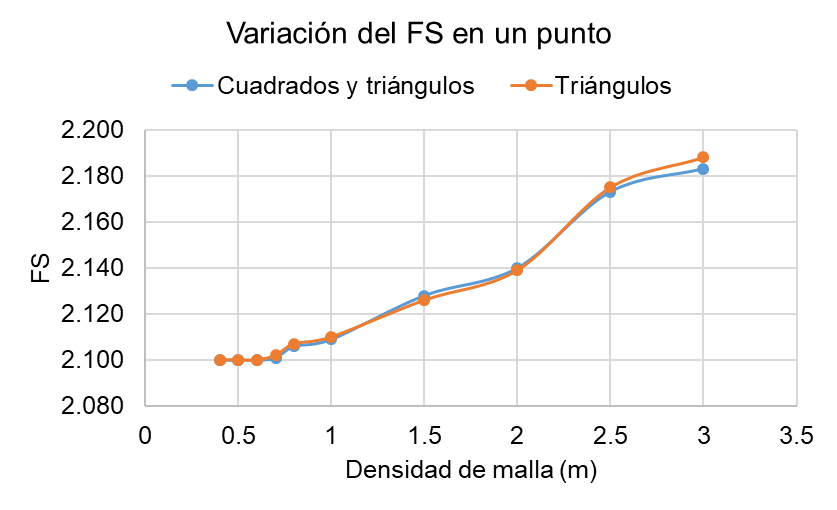 Variación del FS en un punto
Cuadrados y triángulos Triángulos
2.200
2.180
2.160
2.140
2.120
2.100
2.080
FS
0 0.5 1 1.5 2 2.5 3 3.5
Densidad de malla (m)